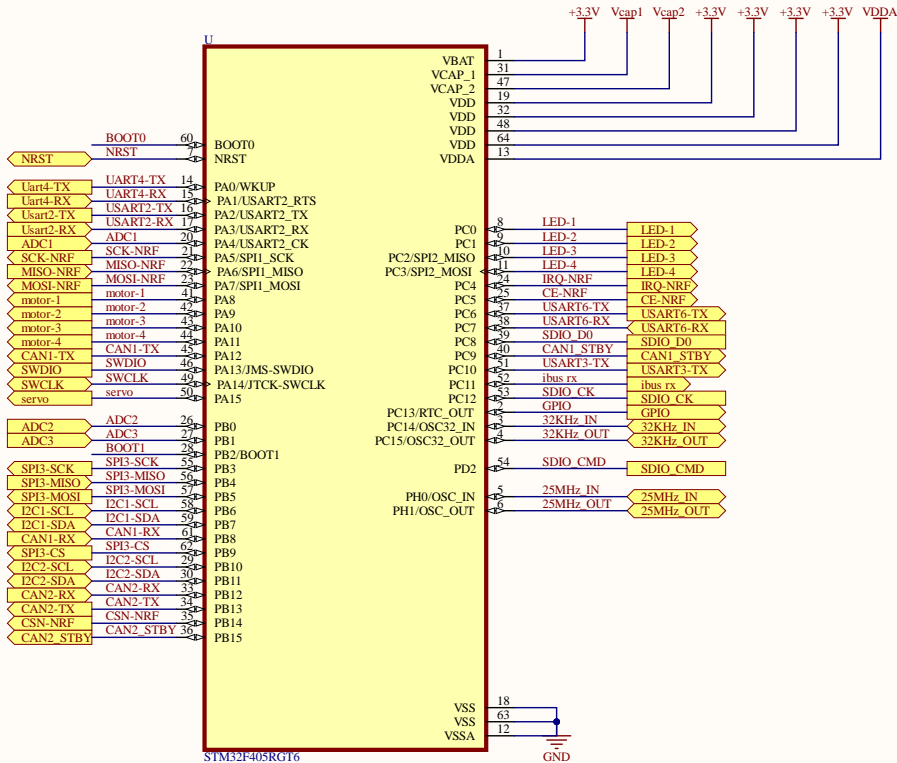 +3.3V Vcap1 Vcap2 +3.3V +3.3V +3.3V +3.3V VDDA
U
VBAT 1
VCAP_1 31
VCAP_2 47
VDD 19
VDD 32
VDD 48
VDD 64
VDDA 13
BOOT0 60 BOOT0
NRST NRST 7 NRST
Uart4-TX UART4-TX 14 PA0/WKUP
Uart4-RX UART4-RX 15 PA1/USART2_RTS
Usart2-TX USART2-TX 16 PA2/USART2_TX
Usart2-RX USART2-RX 17 PA3/USART2_RX
ADC1 ADC1 20 PA4/USART2_CK
SCK-NRF SCK-NRF 21 PA5/SPI1_SCK
MISO-NRF MISO-NRF 22 PA6/SPI1_MISO
MOSI-NRF MOSI-NRF 23 PA7/SPI1_MOSI
motor-1 motor-1 41 PA8
motor-2 motor-2 42 PA9
motor-3 motor-3 43 PA10
motor-4 motor-4 44 PA11
CAN1-TX CAN1-TX 45 PA12
SWDIO SWDIO 46 PA13/JMS-SWDIO
SWCLK SWCLK 49 PA14/JTCK-SWCLK
servo servo 50 PA15
ADC2 ADC2 26 PB0
ADC3 ADC3 27 PB1
BOOT1 28 PB2/BOOT1
SPI3-SCK SPI3-SCK 55 PB3
SPI3-MISO SPI3-MISO 56 PB4
SPI3-MOSI SPI3-MOSI 57 PB5
I2C1-SCL I2C1-SCL 58 PB6
I2C1-SDA I2C1-SDA 59 PB7
CAN1-RX CAN1-RX 61 PB8
SPI3-CS SPI3-CS 62 PB9
I2C2-SCL I2C2-SCL 29 PB10
I2C2-SDA I2C2-SDA 30 PB11
CAN2-RX CAN2-RX 33 PB12
CAN2-TX CAN2-TX 34 PB13
CSN-NRF CSN-NRF 35 PB14
CAN2_STBY CAN2_STBY 36 PB15
PC0 8 LED-1 LED-1
PC1 9 LED-2 LED-2
PC2/SPI2_MISO 10 LED-3 LED-3
PC3/SPI2_MOSI 11 LED-4 LED-4
PC4 24 IRQ-NRF IRQ-NRF
PC5 25 CE-NRF CE-NRF
PC6 37 USART6-TX USART6-TX
PC7 38 USART6-RX USART6-RX
PC8 39 SDIO_D0 SDIO_D0
PC9 40 CAN1_STBY CAN1_STBY
PC10 51 USART3-TX USART3-TX
PC11 52 ibus rx ibus rx
PC12 53 SDIO_CK SDIO_CK
PC13/RTC_OUT 2 GPIO GPIO
PC14/OSC32_IN 3 32KHz_IN 32KHz_IN
PC15/OSC32_OUT 4 32KHz_OUT 32KHz_OUT
PD2 54 SDIO_CMD SDIO_CMD
PH0/OSC_IN 5 25MHz_IN 25MHz_IN
PH1/OSC_OUT 6 25MHz_OUT 25MHz_OUT
VSS 18
VSS 63
VSSA 12
GND
STM32F405RGT6